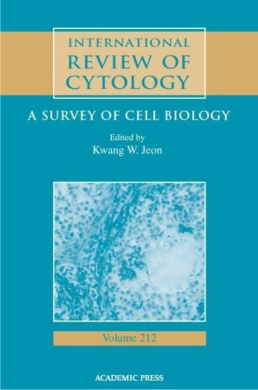 INTERNATIONAL
REVIEW OF
CYTOLOGY
A SURVEY OF CELL BIOLOGY
Edited by
Kwang W. Jeon
Volume 212
ACADEMIC PRESS